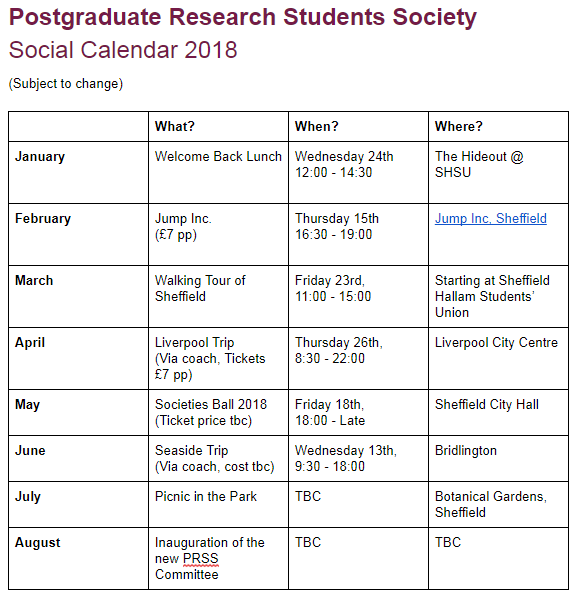 Postgraduate Research Students Society
Social Calendar 2018
(Subject to change)
What? When? Where?
January Welcome Back Lunch Wednesday 24th The Hideout @
12:00 - 14:30 SHSU
February Jump Inc. Thursday 15th Jump Inc, Sheffield
(£7 pp) 16:30 - 19:00
March Walking Tour of Friday 23rd, Starting at Sheffield
Sheffield 11:00 - 15:00 Hallam Students’
Union
April Liverpool Trip Thursday 26th, Liverpool City Centre
(Via coach, Tickets 8:30 - 22:00
£7 pp)
May Societies Ball 2018 Friday 18th, Sheffield City Hall
(Ticket price tbc) 18:00 - Late
June Seaside Trip Wednesday 13th, Bridlington
(Via coach, cost tbc) 9:30 - 18:00
July Picnic in the Park TBC Botanical Gardens,
Sheffield
August Inauguration of the TBC TBC
new PRSS
Committee